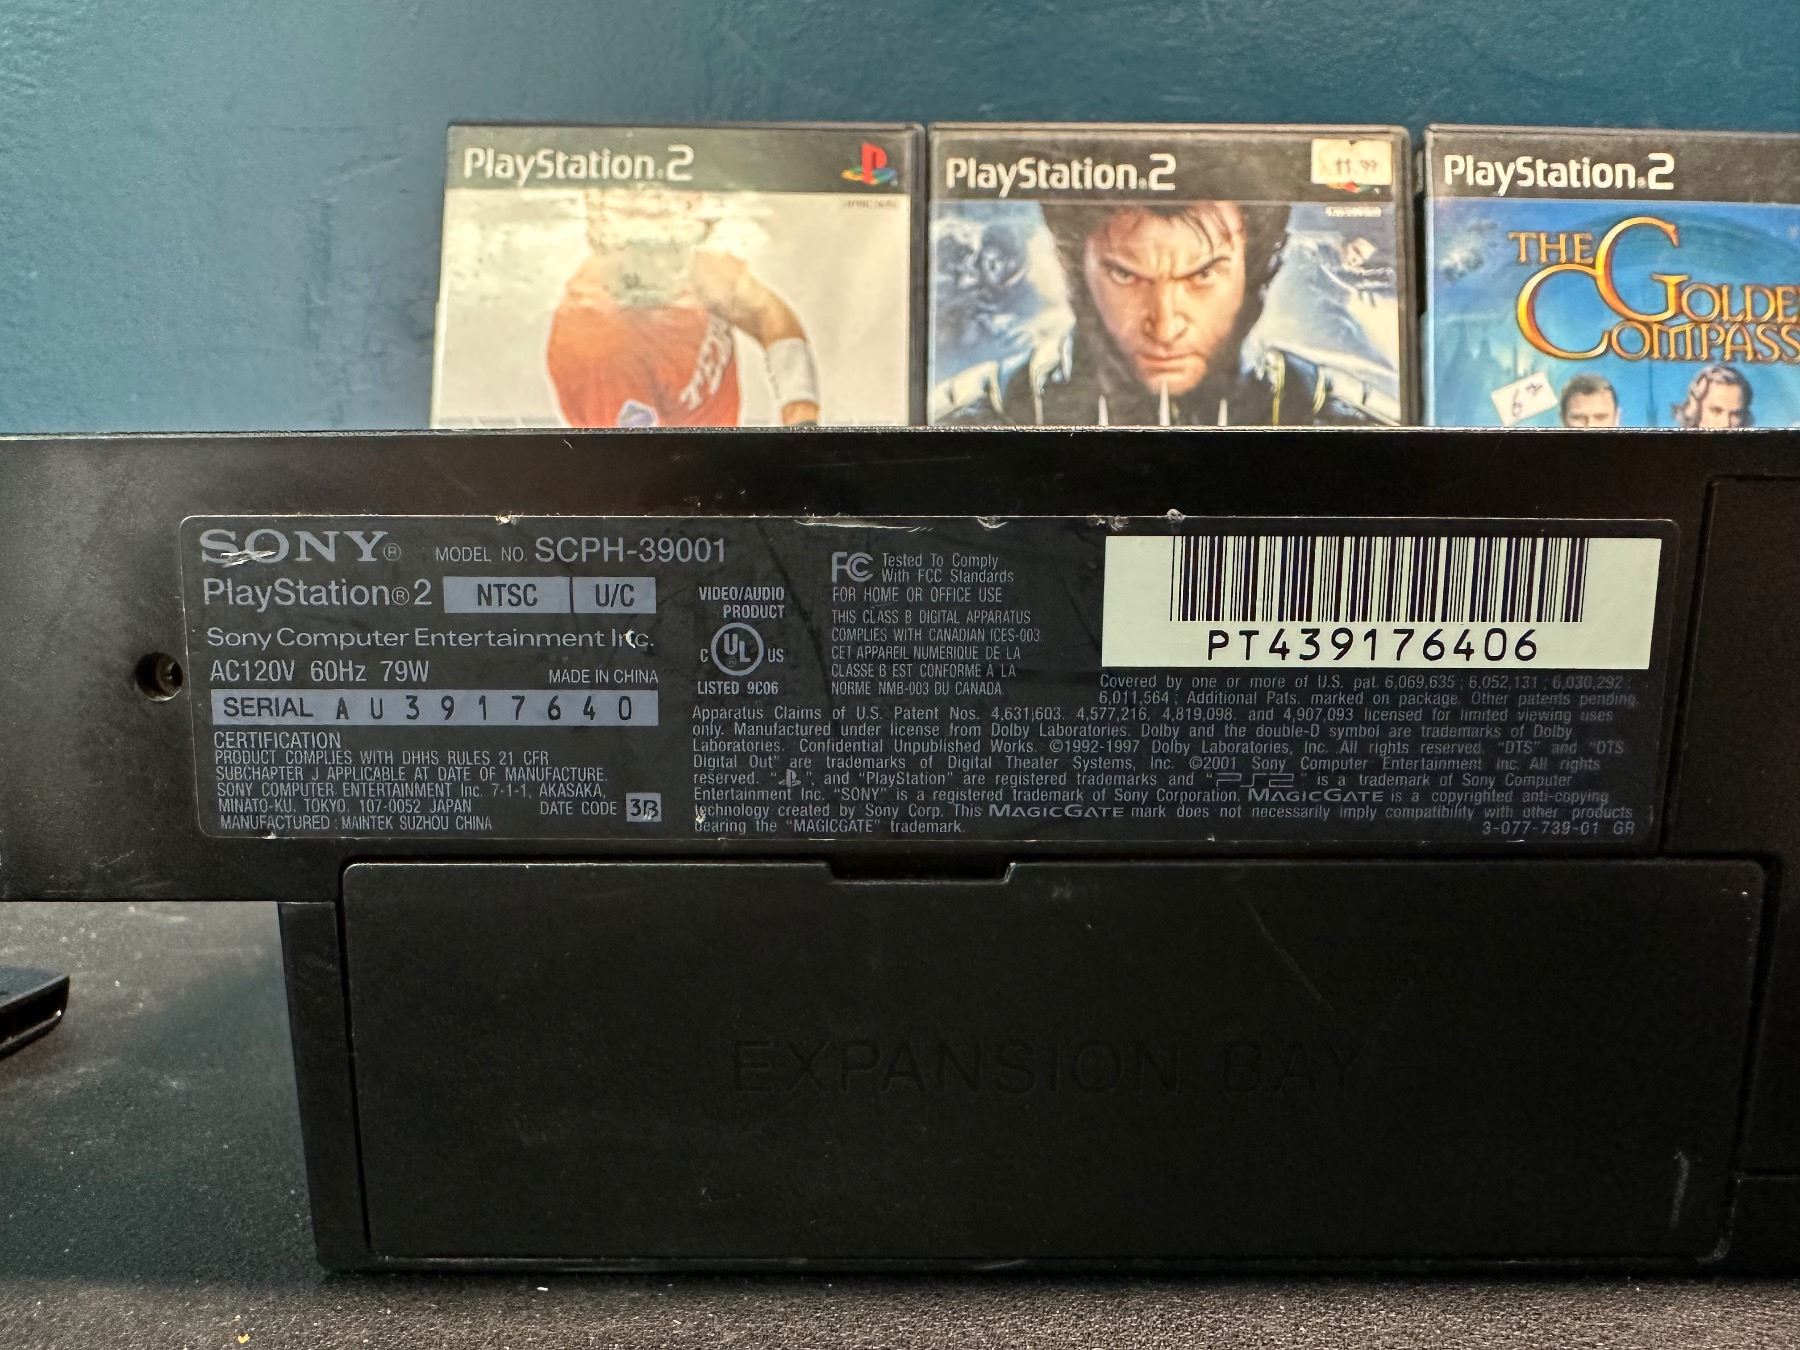 PlayStation®2
PlayStation®2
PlayStation®2
THE GOLDE
COMPASS
SONY® MODEL NO. SCPH-39001
PlayStation®2 NTSC U/C
Sony Computer Entertainment Inc.
AC120V 60Hz 79W MADE IN CHINA
SERIAL AU3917640
CERTIFICATION
PRODUCT COMPLIES WITH DHHS RULES 21 CFR
SUBCHAPTER J APPLICABLE AT DATE OF MANUFACTURE.
SONY COMPUTER ENTERTAINMENT Inc. 7-1-1, AKASAKA,
MINATO-KU, TOKYO, 107-0052 JAPAN DATE CODE 3B
MANUFACTURED : MAINTEK SUZHOU CHINA
VIDEO/AUDIO
PRODUCT
C UL US
LISTED 9C06
FC Tested To Comply
With FCC Standards
FOR HOME OR OFFICE USE
THIS CLASS B DIGITAL APPARATUS
COMPLIES WITH CANADIAN ICES-003
CET APPAREIL NUMERIQUE DE LA
CLASSE B EST CONFORME A LA
NORME NMB-003 DU CANADA
PT439176406
Covered by one or more of U.S. pat. 6,069,635 ; 6,052,131 ; 6,030,292 ;
6,011,564 ; Additional Pats. marked on package. Other patents pending.
Apparatus Claims of U.S. Patent Nos. 4,631,603, 4,577,216, 4,819,098, and 4,907,093 licensed for limited viewing uses
only. Manufactured under license from Dolby Laboratories. Dolby and the double-D symbol are trademarks of Dolby
Laboratories. Confidential Unpublished Works. ©1992-1997 Dolby Laboratories, Inc. All rights reserved. "DTS" and "DTS
Digital Out" are trademarks of Digital Theater Systems, Inc. ©2001 Sony Computer Entertainment Inc. All rights
reserved. " ", and "PlayStation" are registered trademarks and "PS2" is a trademark of Sony Computer
Entertainment Inc. "SONY" is a registered trademark of Sony Corporation. MAGICGATE is a copyrighted anti-copying
technology created by Sony Corp. This MAGICGATE mark does not necessarily imply compatibility with other products
bearing the "MAGICGATE" trademark. 3-077-739-01 GR
EXPANSION BAY